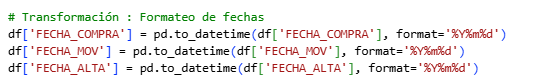 # Transformación : Formateo de fechas
df['FECHA_COMPRA'] = pd.to_datetime(df['FECHA_COMPRA'], format='%Y%m%d')
df['FECHA_MOV'] = pd.to_datetime(df['FECHA_MOV'], format='%Y%m%d')
df['FECHA_ALTA'] = pd.to_datetime(df['FECHA_ALTA'], format='%Y%m%d')